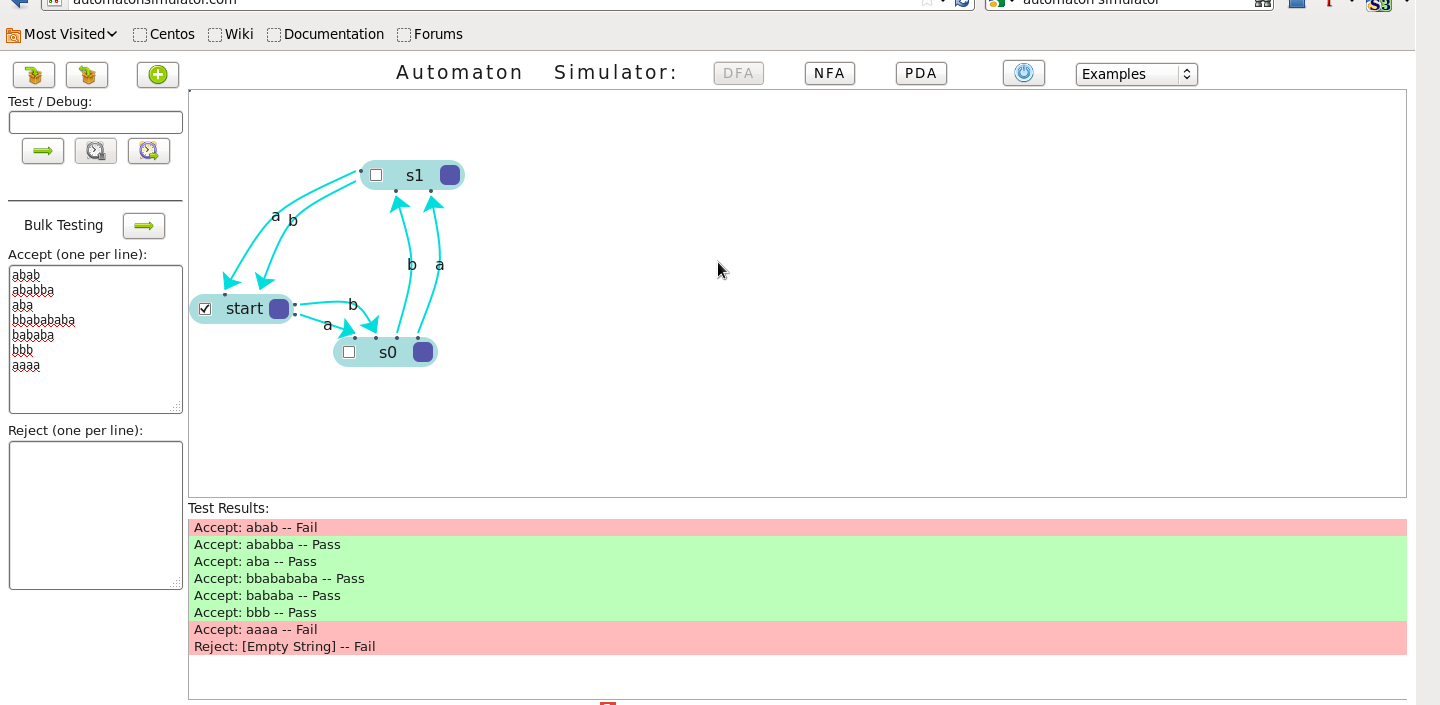 automatonsimulator.com
automaton simulator
Most Visited Centos Wiki Documentation Forums
Automaton Simulator: DFA NFA PDA Examples
Test / Debug:
Bulk Testing
Accept (one per line):
abab
ababba
aba
bbabababa
bababa
bbb
aaaa
Reject (one per line):
s1
a b
b a
start
b
a
s0
Test Results:
Accept: abab -- Fail
Accept: ababba -- Pass
Accept: aba -- Pass
Accept: bbabababa -- Pass
Accept: bababa -- Pass
Accept: bbb -- Pass
Accept: aaaa -- Fail
Reject: [Empty String] -- Fail